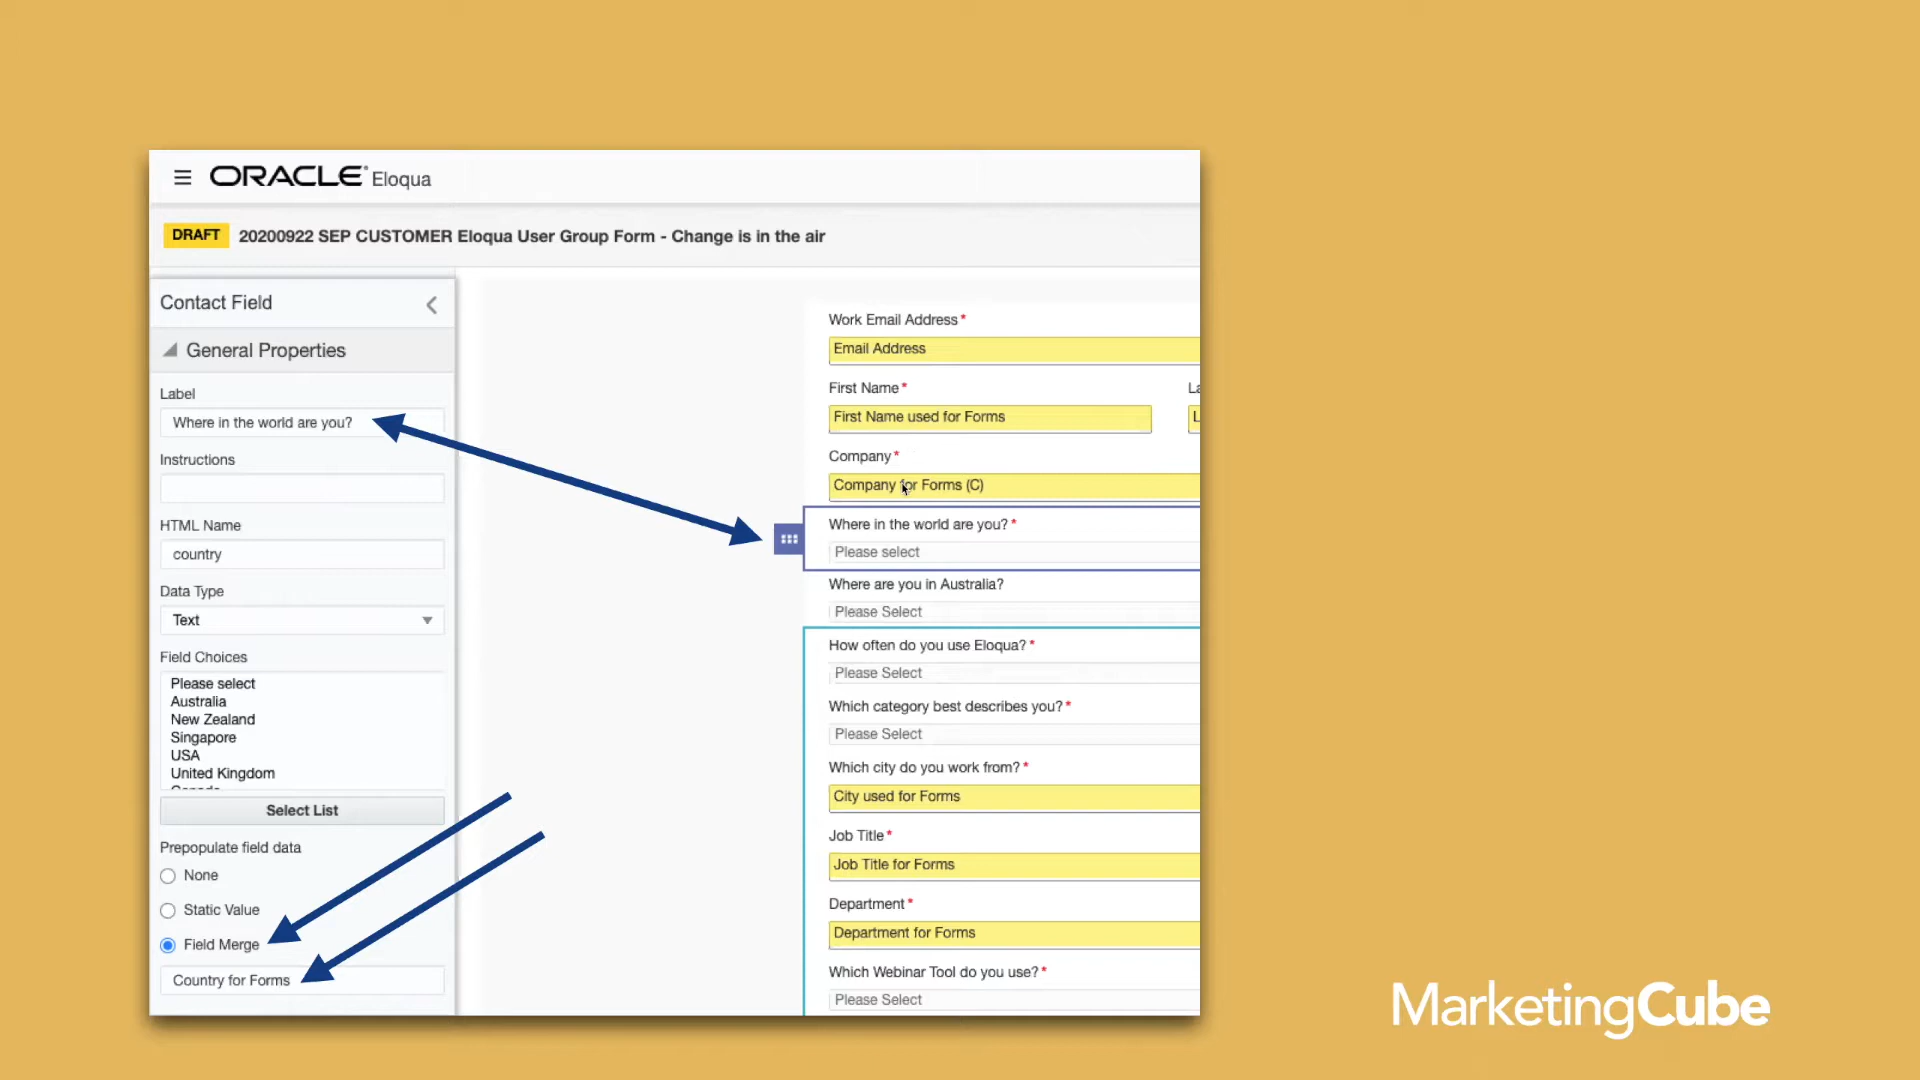 ORACLE® Eloqua
DRAFT 20200922 SEP CUSTOMER Eloqua User Group Form - Change is in the air
Contact Field
General Properties
Label
Where in the world are you?
Instructions
HTML Name
country
Data Type
Text
Field Choices
Please select
Australia
New Zealand
Singapore
USA
United Kingdom
Select List
Prepopulate field data
None
Static Value
Field Merge
Country for Forms
Work Email Address *
Email Address
First Name *
First Name used for Forms
Company *
Company for Forms (C)
Where in the world are you? *
Please select
Where are you in Australia?
Please Select
How often do you use Eloqua? *
Please Select
Which category best describes you? *
Please Select
Which city do you work from? *
City used for Forms
Job Title *
Job Title for Forms
Department *
Department for Forms
Which Webinar Tool do you use? *
Please Select
MarketingCube